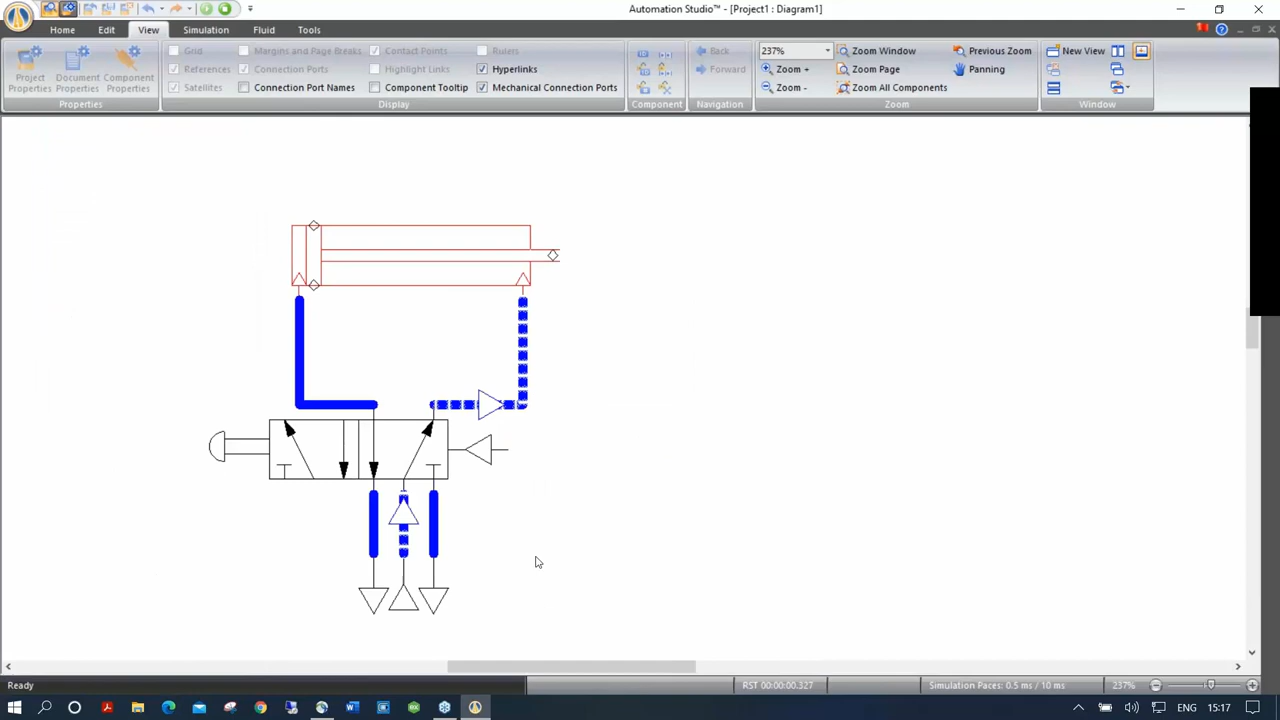 Automation Studio™ - [Project1 : Diagram1]
Home Edit View Simulation Fluid Tools
Project Properties
Document Properties
Component Properties
Properties
Grid
References
Satellites
Margins and Page Breaks
Connection Ports
Connection Port Names
Contact Points
Highlight Links
Component Tooltip
Rulers
Hyperlinks
Mechanical Connection Ports
Display
Component
Back
Forward
Navigation
237%
Zoom +
Zoom -
Zoom Window
Zoom Page
Zoom All Components
Previous Zoom
Panning
Zoom
New View
Window
Ready
RST 00:00:00.327
Simulation Paces: 0.5 ms / 10 ms
237%
ENG 15:17